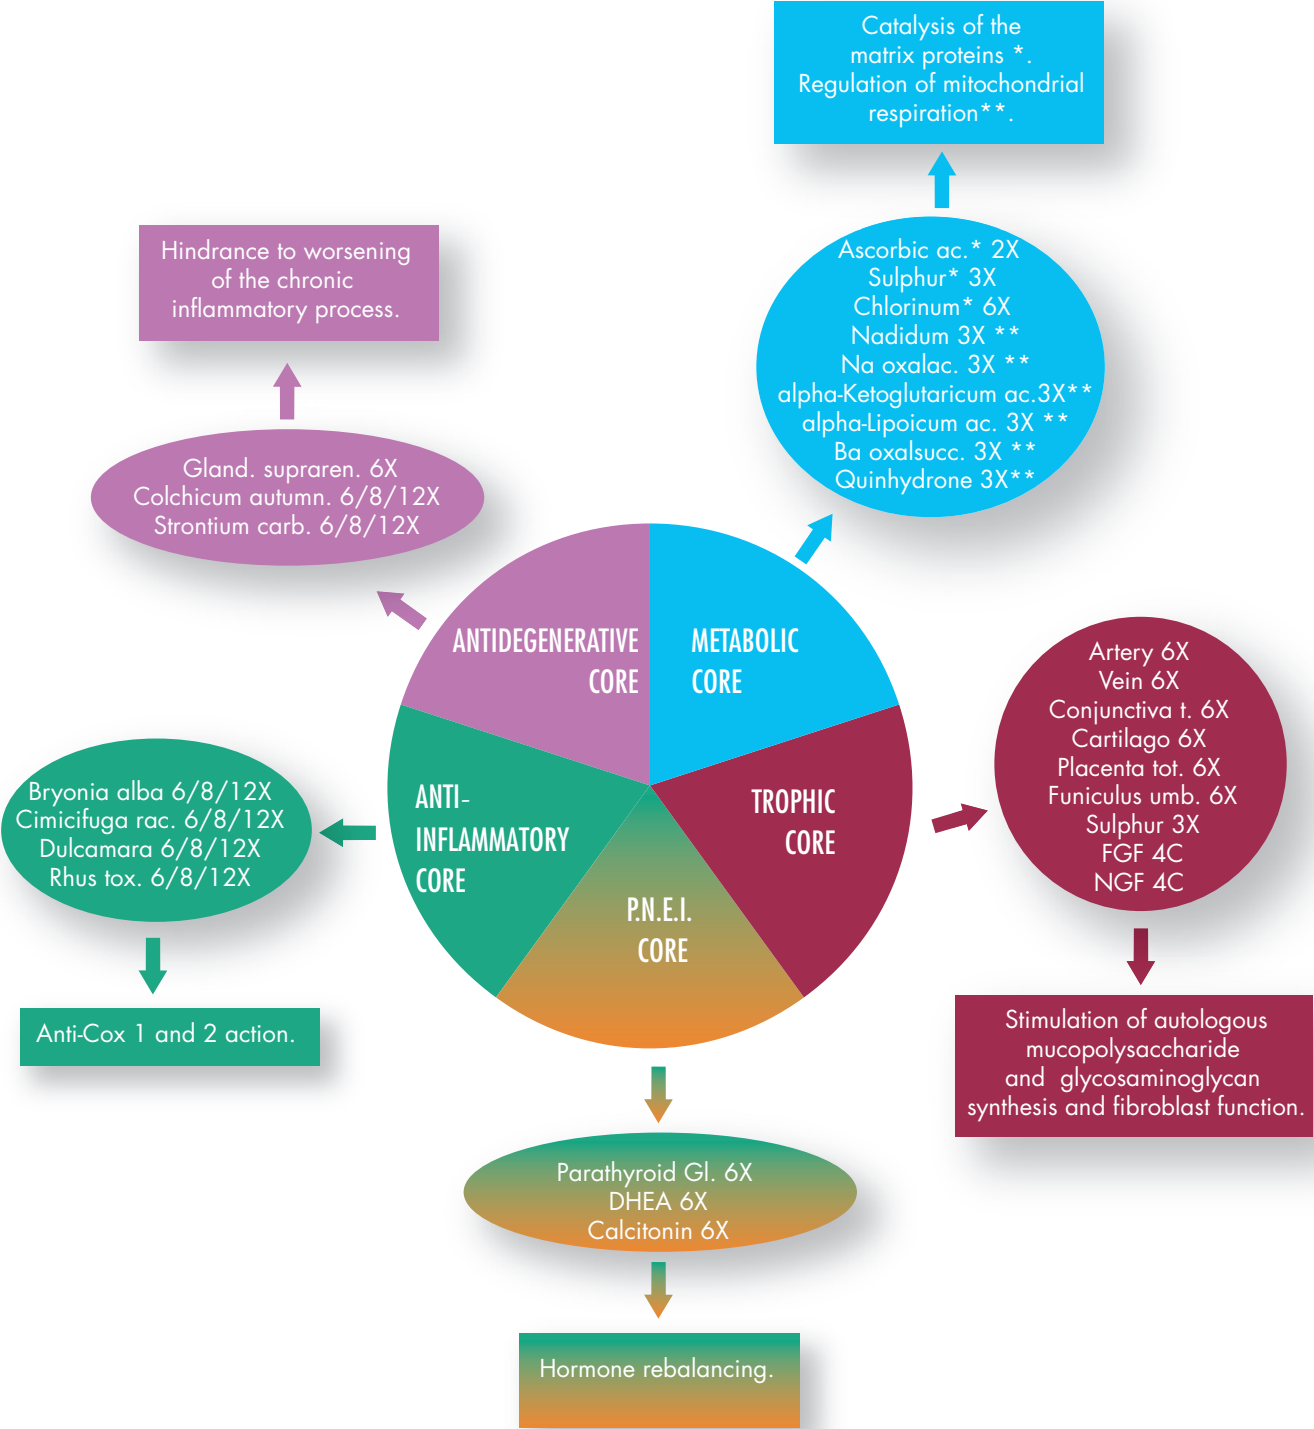 Catalysis of the
matrix proteins *.
Regulation of mitochondrial
respiration**.
Ascorbic ac.* 2X
Sulphur* 3X
Chlorinum* 6X
Nadidum 3X **
Na oxalac. 3X **
alpha-Ketoglutaricum ac.3X**
alpha-Lipoicum ac. 3X **
Ba oxalsucc. 3X **
Quinhydrone 3X**
Hindrance to worsening
of the chronic
inflammatory process.
Gland. supraren. 6X
Colchicum autumn. 6/8/12X
Strontium carb. 6/8/12X
ANTIDEGENERATIVE
CORE
METABOLIC
CORE
ANTI-
INFLAMMATORY
CORE
TROPHIC
CORE
P.N.E.I.
CORE
Artery 6X
Vein 6X
Conjunctiva t. 6X
Cartilago 6X
Placenta tot. 6X
Funiculus umb. 6X
Sulphur 3X
FGF 4C
NGF 4C
Bryonia alba 6/8/12X
Cimicifuga rac. 6/8/12X
Dulcamara 6/8/12X
Rhus tox. 6/8/12X
Anti-Cox 1 and 2 action.
Stimulation of autologous
mucopolysaccharide
and glycosaminoglycan
synthesis and fibroblast function.
Parathyroid Gl. 6X
DHEA 6X
Calcitonin 6X
Hormone rebalancing.